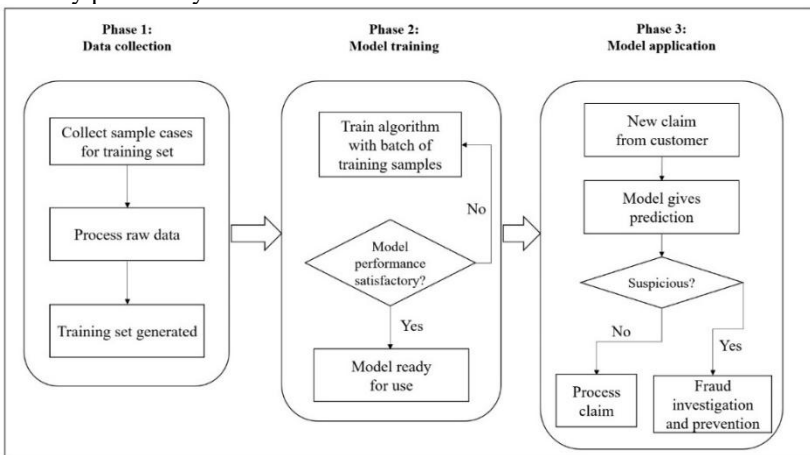 Phase 1:
Data collection
Collect sample cases
for training set
Process raw data
Training set generated
Phase 2:
Model training
Train algorithm
with batch of
training samples
No
Model
performance
satisfactory?
Yes
Model ready
for use
Phase 3:
Model application
New claim
from customer
Model gives
prediction
Suspicious?
No
Yes
Process
claim
Fraud
investigation
and prevention